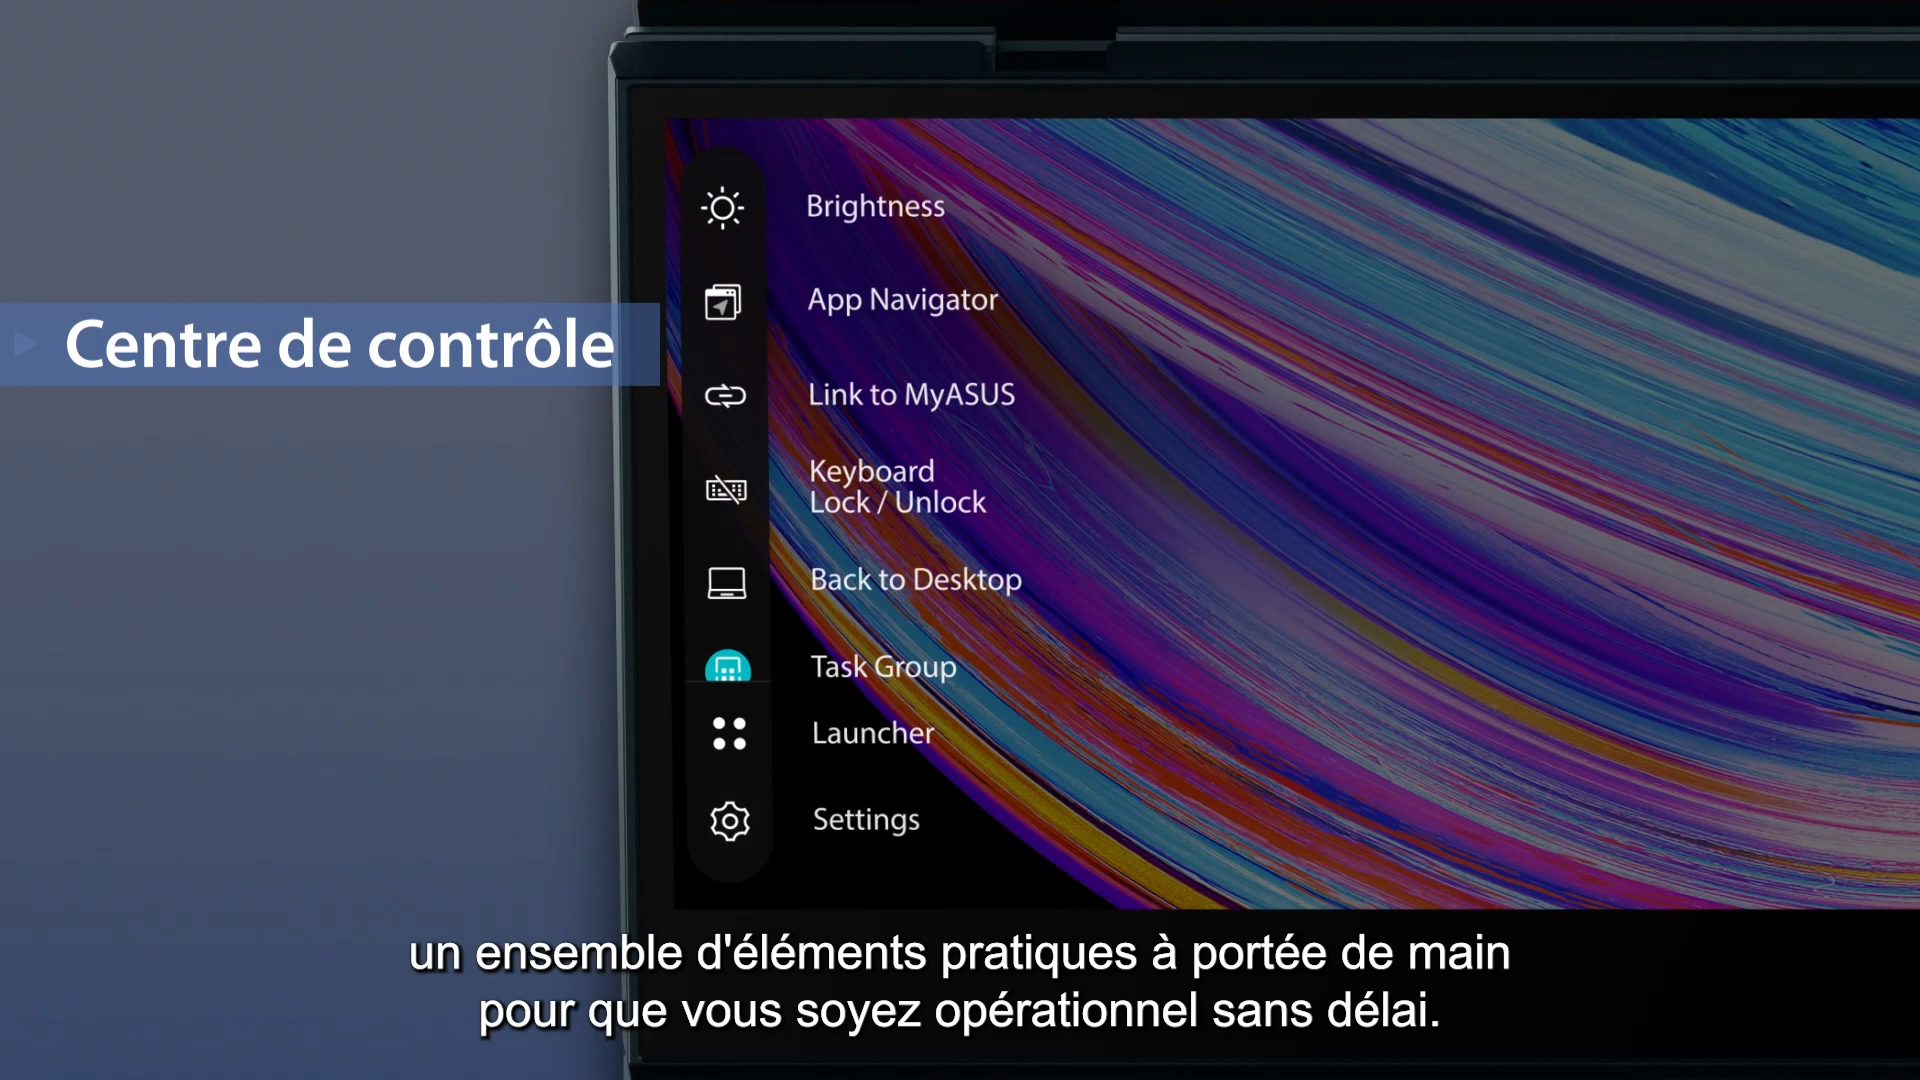 Centre de contrôle
Brightness
App Navigator
Link to MyASUS
Keyboard
Lock / Unlock
Back to Desktop
Task Group
Launcher
Settings
un ensemble d'éléments pratiques à portée de main
pour que vous soyez opérationnel sans délai.